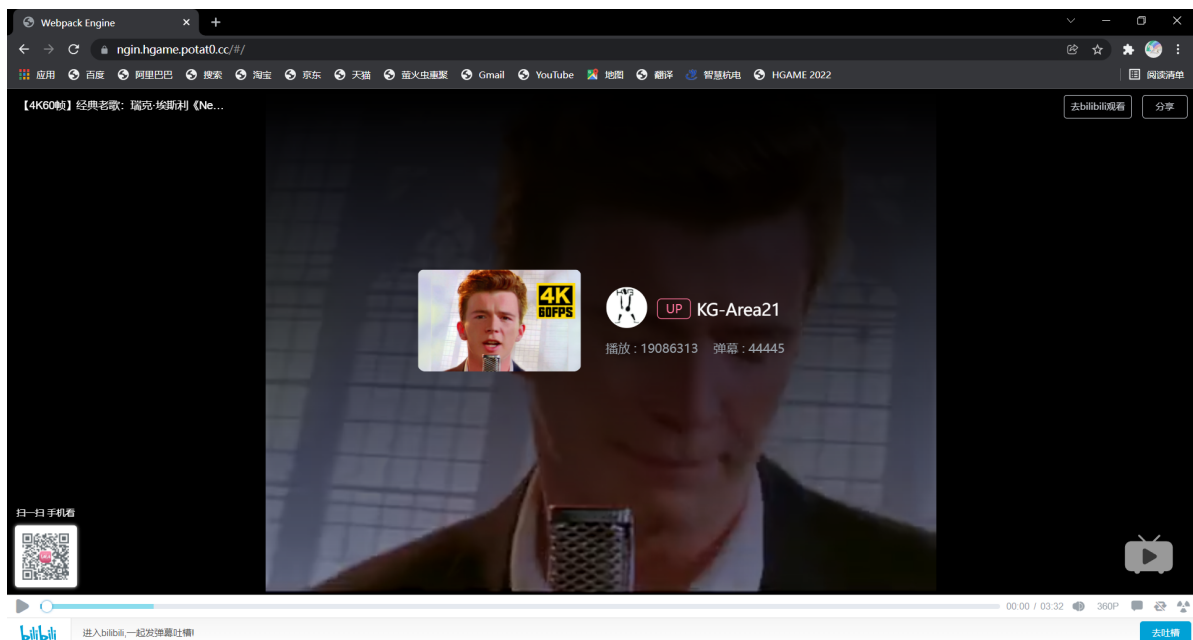 Webpack Engine
ngin.hgame.potat0.cc/#/
应用 百度 阿里巴巴 搜索 淘宝 京东 天猫 萤火虫重聚 Gmail YouTube 地图 翻译 智慧杭电 HGAME 2022 阅读清单
【4K60帧】经典老歌：瑞克·埃斯利《Ne... 去bilibili观看 分享
4K
60FPS
UP KG-Area21
播放 : 19086313 弹幕 : 44445
扫一扫 手机看
00:00 / 03:32 360P
bilibili 进入bilibili,一起发弹幕吐槽! 去吐槽